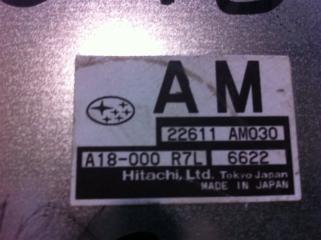 AM
22611 AM030
A18-000 R7L 6622
Hitachi, Ltd. Tokyo Japan
MADE IN JAPAN